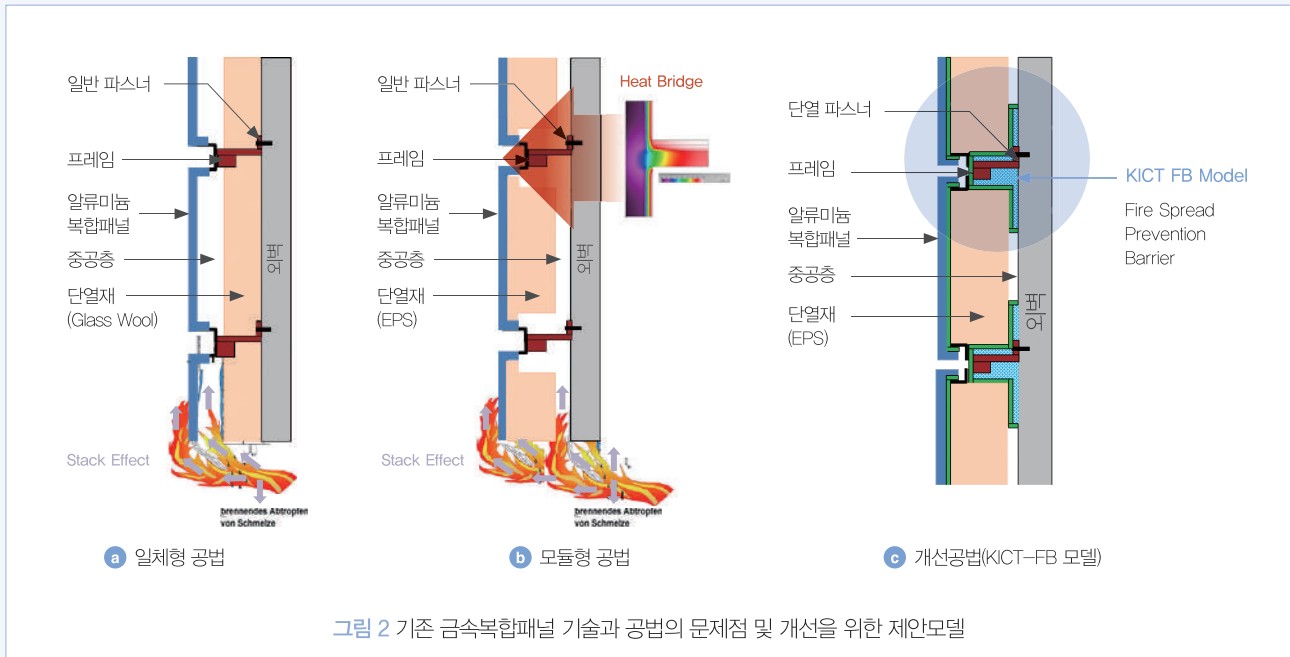 일반 파스너
프레임
알류미늄
복합패널
중공층
단열재
(Glass Wool)
외벽
Stack Effect
brennendes Abtropfen
von Schmelze
a 일체형 공법
일반 파스너
Heat Bridge
프레임
알류미늄
복합패널
중공층
단열재
(EPS)
외벽
Stack Effect
brennendes Abtropfen
von Schmelze
b 모듈형 공법
단열 파스너
프레임
KICT FB Model
Fire Spread
Prevention
Barrier
알류미늄
복합패널
중공층
단열재
(EPS)
외벽
c 개선공법(KICT-FB 모델)
그림 2 기존 금속복합패널 기술과 공법의 문제점 및 개선을 위한 제안모델